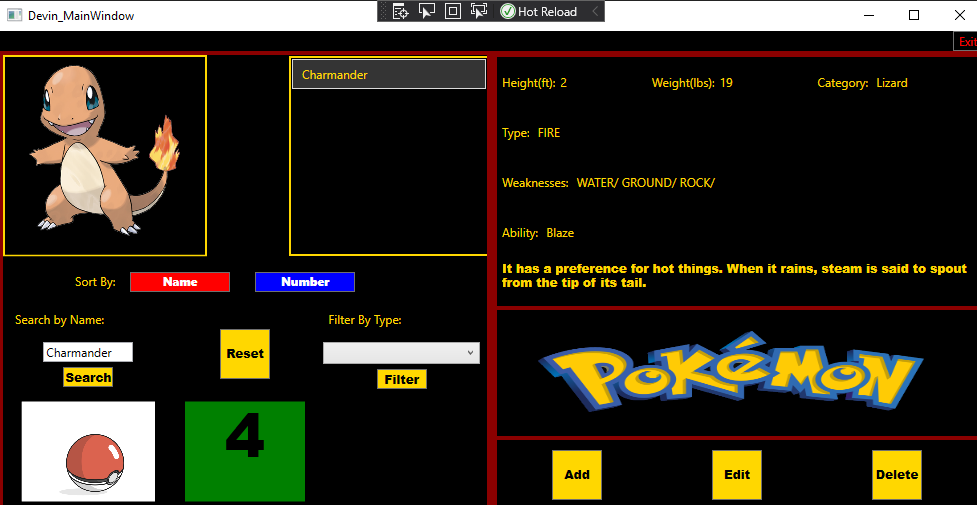 Devin_MainWindow
Hot Reload
Exit
Charmander
Height(ft): 2 Weight(lbs): 19 Category: Lizard
Type: FIRE
Weaknesses: WATER/ GROUND/ ROCK/
Ability: Blaze
It has a preference for hot things. When it rains, steam is said to spout
from the tip of its tail.
Sort By: Name Number
Search by Name:
Charmander
Search
Reset
Filter By Type:
Filter
4
POKéMON
Add Edit Delete